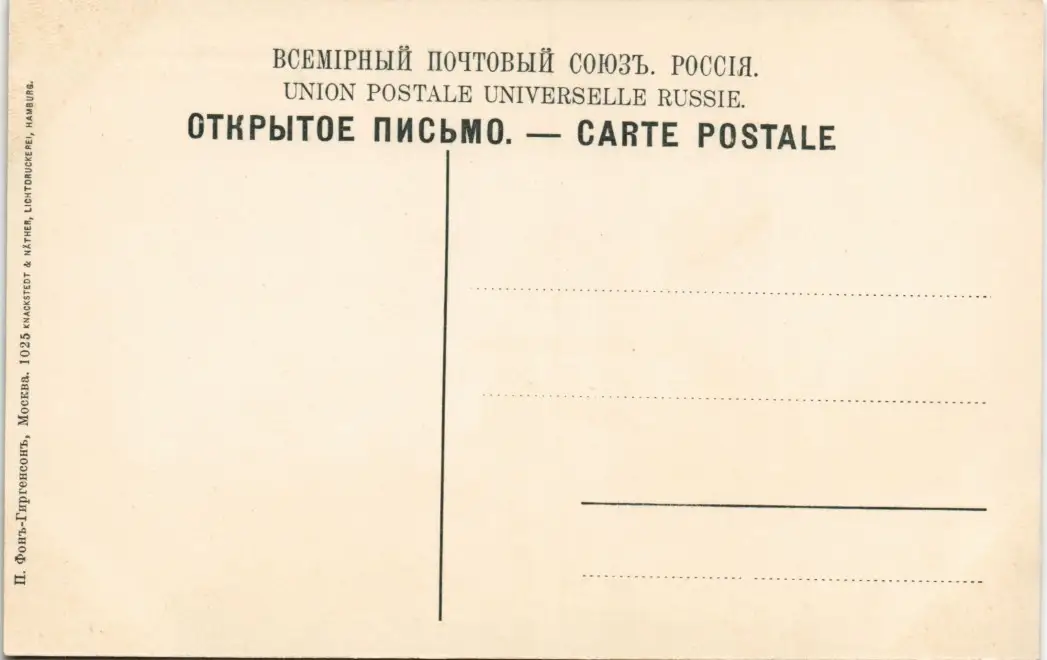 ВСЕМІРНЫЙ ПОЧТОВЫЙ СОЮЗЪ. РОССІЯ.
UNION POSTALE UNIVERSELLE RUSSIE.
ОТКРЫТОЕ ПИСЬМО. — CARTE POSTALE
П. Фонъ-Гиргенсонъ, Москва. 1025 KNACKSTEDT & NÄTHER, LICHTDRUCKEREI, HAMBURG.